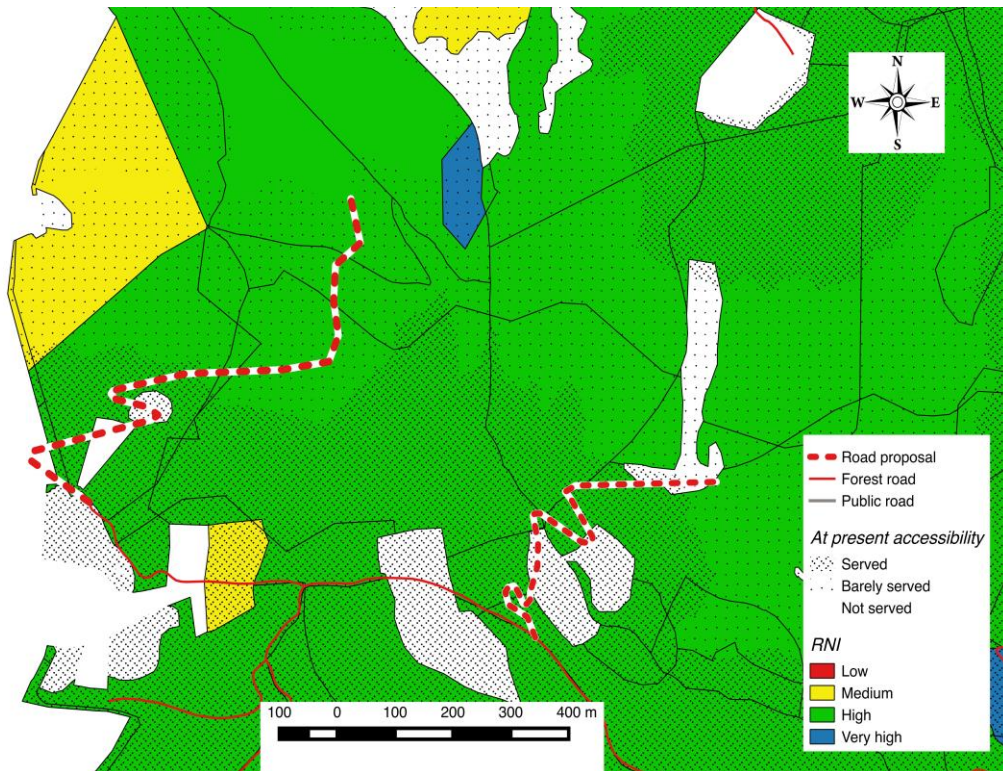 N
W E
S
Road proposal
Forest road
Public road
At present accessibility
Served
Barely served
Not served
RNI
Low
Medium
High
Very high
100 0 100 200 300 400 m